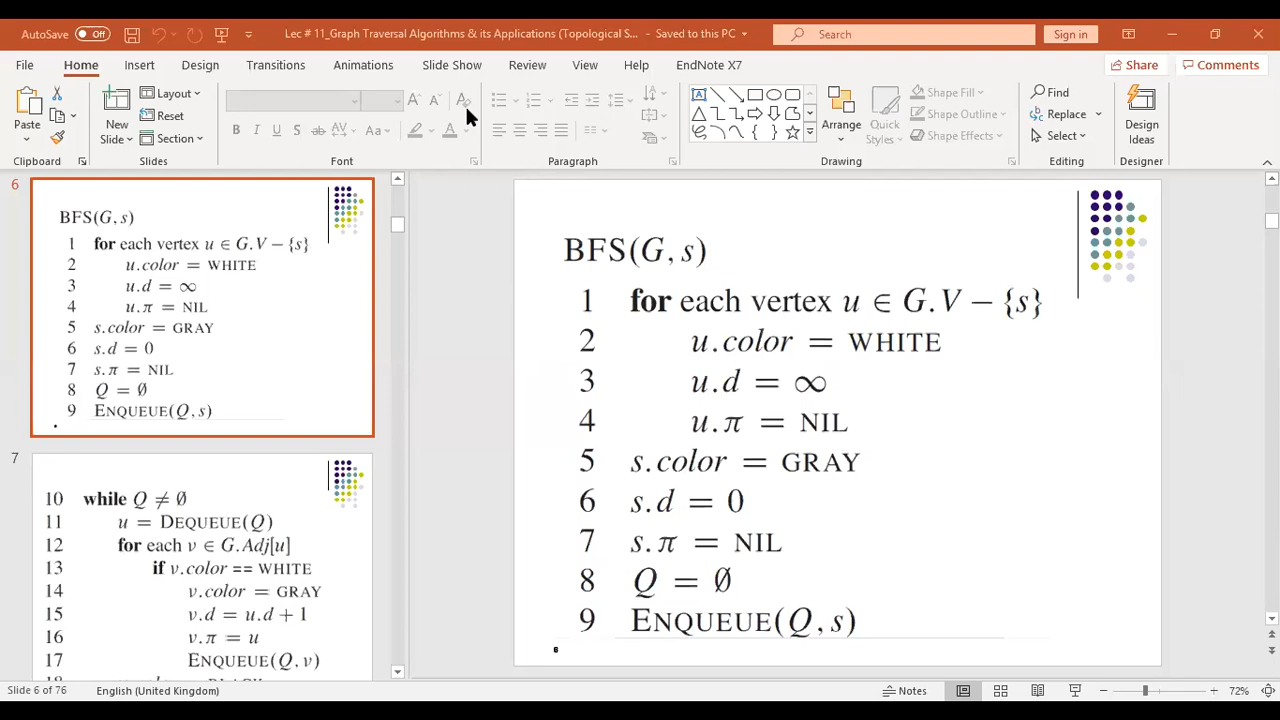 AutoSave Off Lec # 11_Graph Traversal Algorithms & its Applications (Topological S... - Saved to this PC Search Sign in
File Home Insert Design Transitions Animations Slide Show Review View Help EndNote X7 Share Comments
Paste New Slide Layout Reset Section B I U S ab AV Aa A Arrange Quick Styles Shape Fill Shape Outline Shape Effects Find Replace Select Design Ideas
Clipboard Slides Font Paragraph Drawing Editing Designer
6
BFS(G, s)
1 for each vertex u ∈ G.V − {s}
2 u.color = WHITE
3 u.d = ∞
4 u.π = NIL
5 s.color = GRAY
6 s.d = 0
7 s.π = NIL
8 Q = ∅
9 ENQUEUE(Q, s)
7
10 while Q ≠ ∅
11 u = DEQUEUE(Q)
12 for each v ∈ G.Adj[u]
13 if v.color == WHITE
14 v.color = GRAY
15 v.d = u.d + 1
16 v.π = u
17 ENQUEUE(Q, v)
BFS(G, s)
1 for each vertex u ∈ G.V − {s}
2 u.color = WHITE
3 u.d = ∞
4 u.π = NIL
5 s.color = GRAY
6 s.d = 0
7 s.π = NIL
8 Q = ∅
9 ENQUEUE(Q, s)
6
Slide 6 of 76 English (United Kingdom) Notes 72%